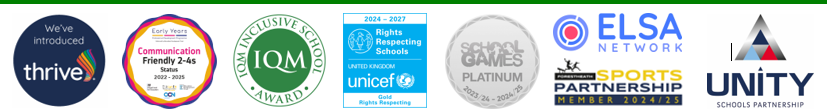 We've
introduced
thrive
Early Years
Communication
Friendly 2-4s
Status
2022 - 2025
IQM INCLUSIVE SCHOOL
IQM
AWARD
2024 – 2027
Rights
Respecting
Schools
UNITED KINGDOM
unicef
Gold
Rights Respecting
SCHOOL
GAMES
PLATINUM
2023/24 - 2024/25
ELSA
NETWORK
FORESTHEATH
SPORTS
PARTNERSHIP
MEMBER 2024/25
UNITY
SCHOOLS PARTNERSHIP